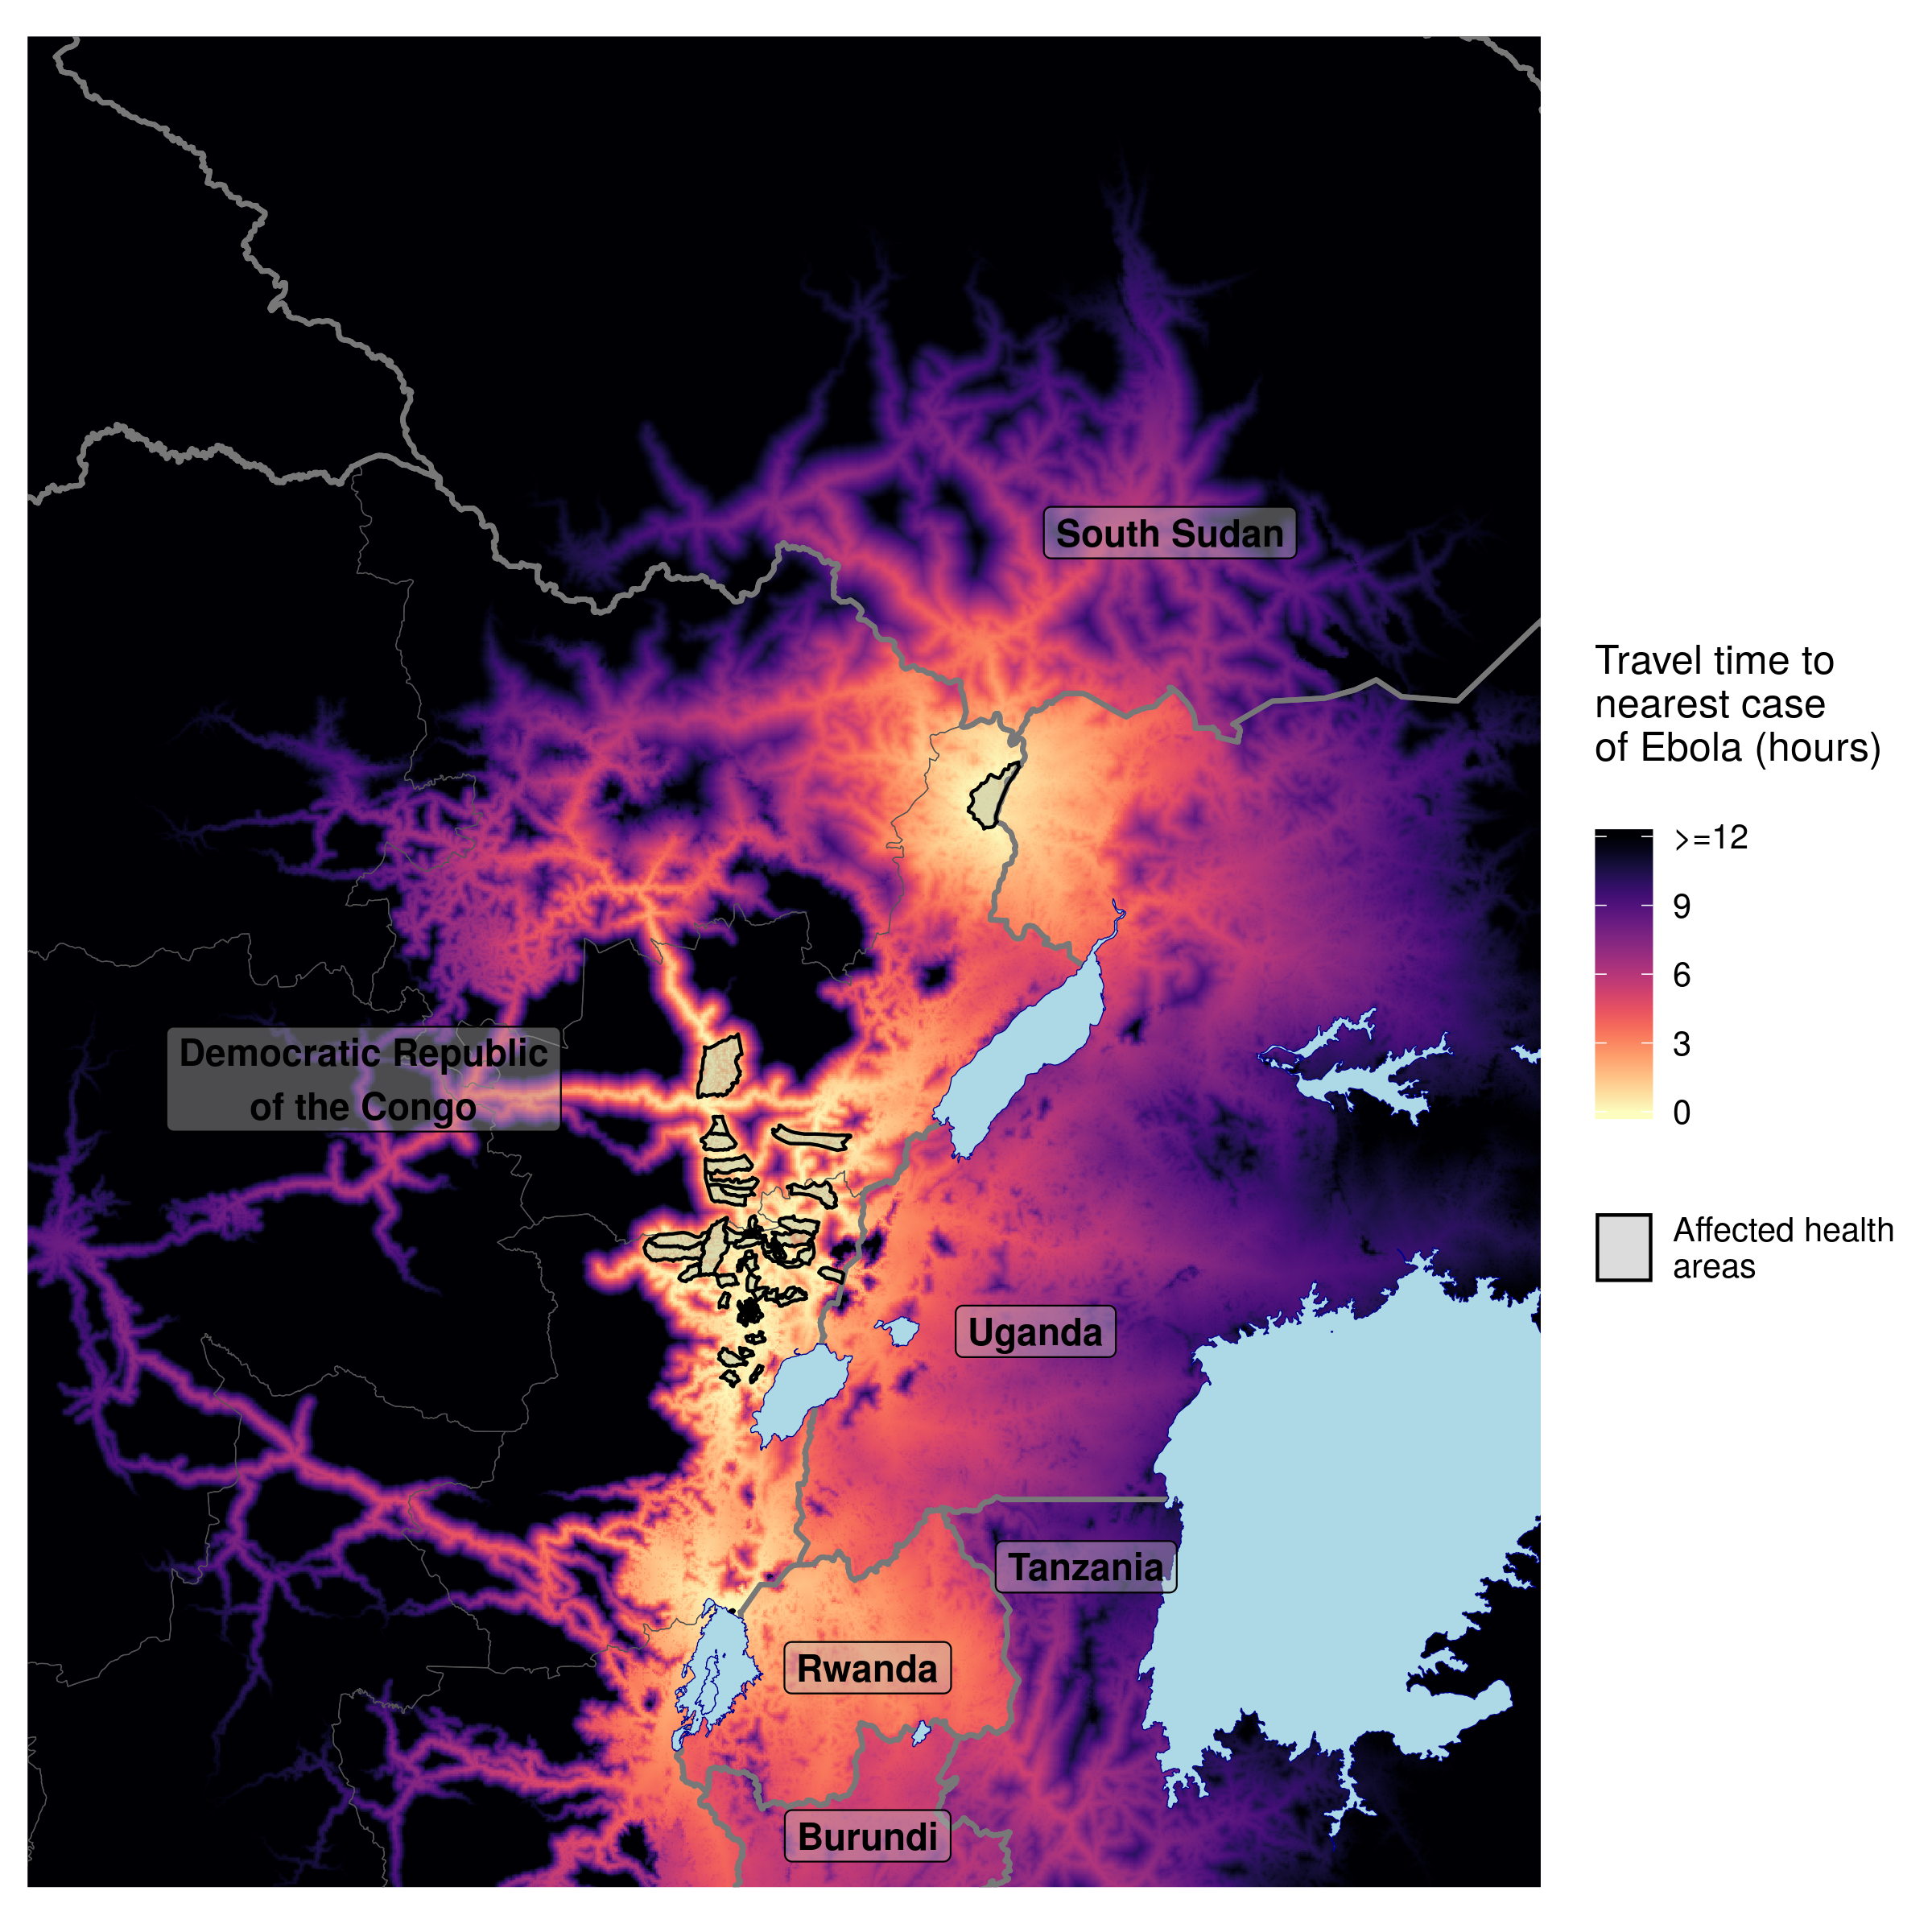 South Sudan
Democratic Republic
of the Congo
Uganda
Tanzania
Rwanda
Burundi
Travel time to
nearest case
of Ebola (hours)
>=12
9
6
3
0
Affected health
areas